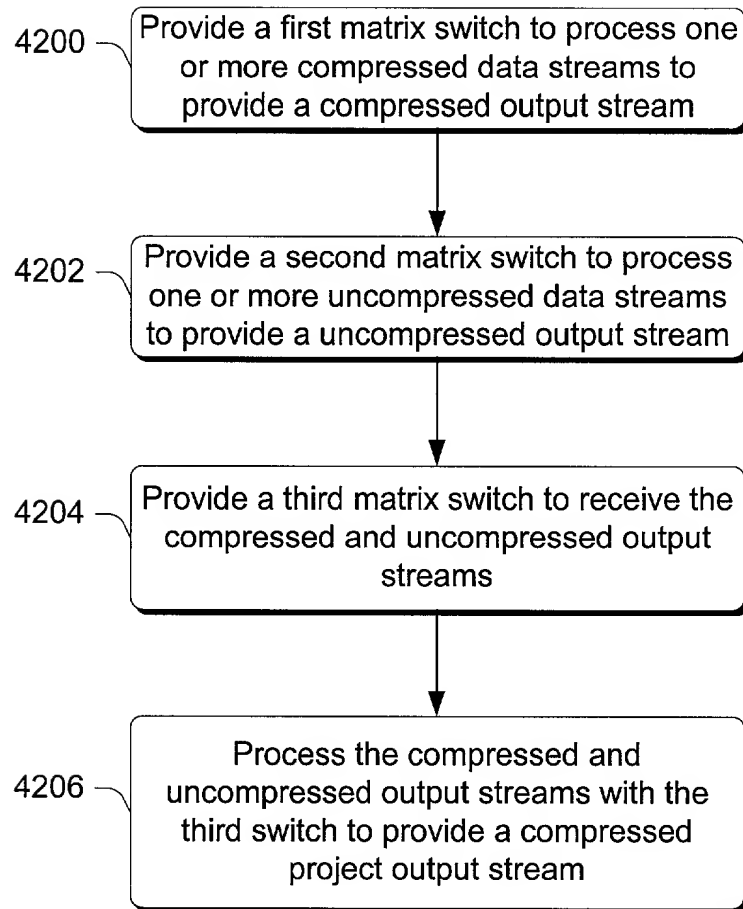 4200
Provide a first matrix switch to process one
or more compressed data streams to
provide a compressed output stream
4202
Provide a second matrix switch to process
one or more uncompressed data streams
to provide a uncompressed output stream
4204
Provide a third matrix switch to receive the
compressed and uncompressed output
streams
4206
Process the compressed and
uncompressed output streams with the
third switch to provide a compressed
project output stream